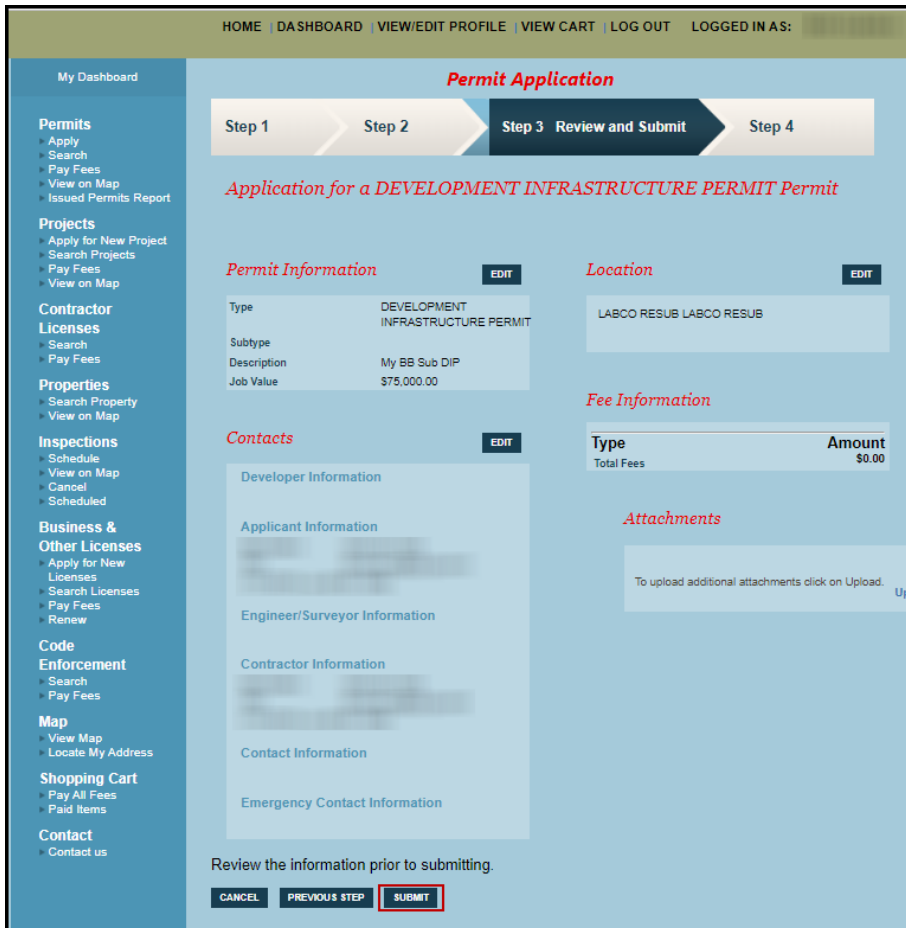 HOME | DASHBOARD | VIEW/EDIT PROFILE | VIEW CART | LOG OUT LOGGED IN AS:
My Dashboard
Permits
Apply
Search
Pay Fees
View on Map
Issued Permits Report
Projects
Apply for New Project
Search Projects
Pay Fees
View on Map
Contractor
Licenses
Search
Pay Fees
Properties
Search Property
View on Map
Inspections
Schedule
View on Map
Cancel
Scheduled
Business &
Other Licenses
Apply for New
Licenses
Search Licenses
Pay Fees
Renew
Code
Enforcement
Search
Pay Fees
Map
View Map
Locate My Address
Shopping Cart
Pay All Fees
Paid Items
Contact
Contact us
Permit Application
Step 1 Step 2 Step 3 Review and Submit Step 4
Application for a DEVELOPMENT INFRASTRUCTURE PERMIT Permit
Permit Information EDIT
Type DEVELOPMENT
INFRASTRUCTURE PERMIT
Subtype
Description My BB Sub DIP
Job Value $75,000.00
Contacts EDIT
Developer Information
Applicant Information
Engineer/Surveyor Information
Contractor Information
Contact Information
Emergency Contact Information
Location EDIT
LABCO RESUB LABCO RESUB
Fee Information
Type Amount
Total Fees $0.00
Attachments
To upload additional attachments click on Upload.
Up
Review the information prior to submitting.
CANCEL PREVIOUS STEP SUBMIT